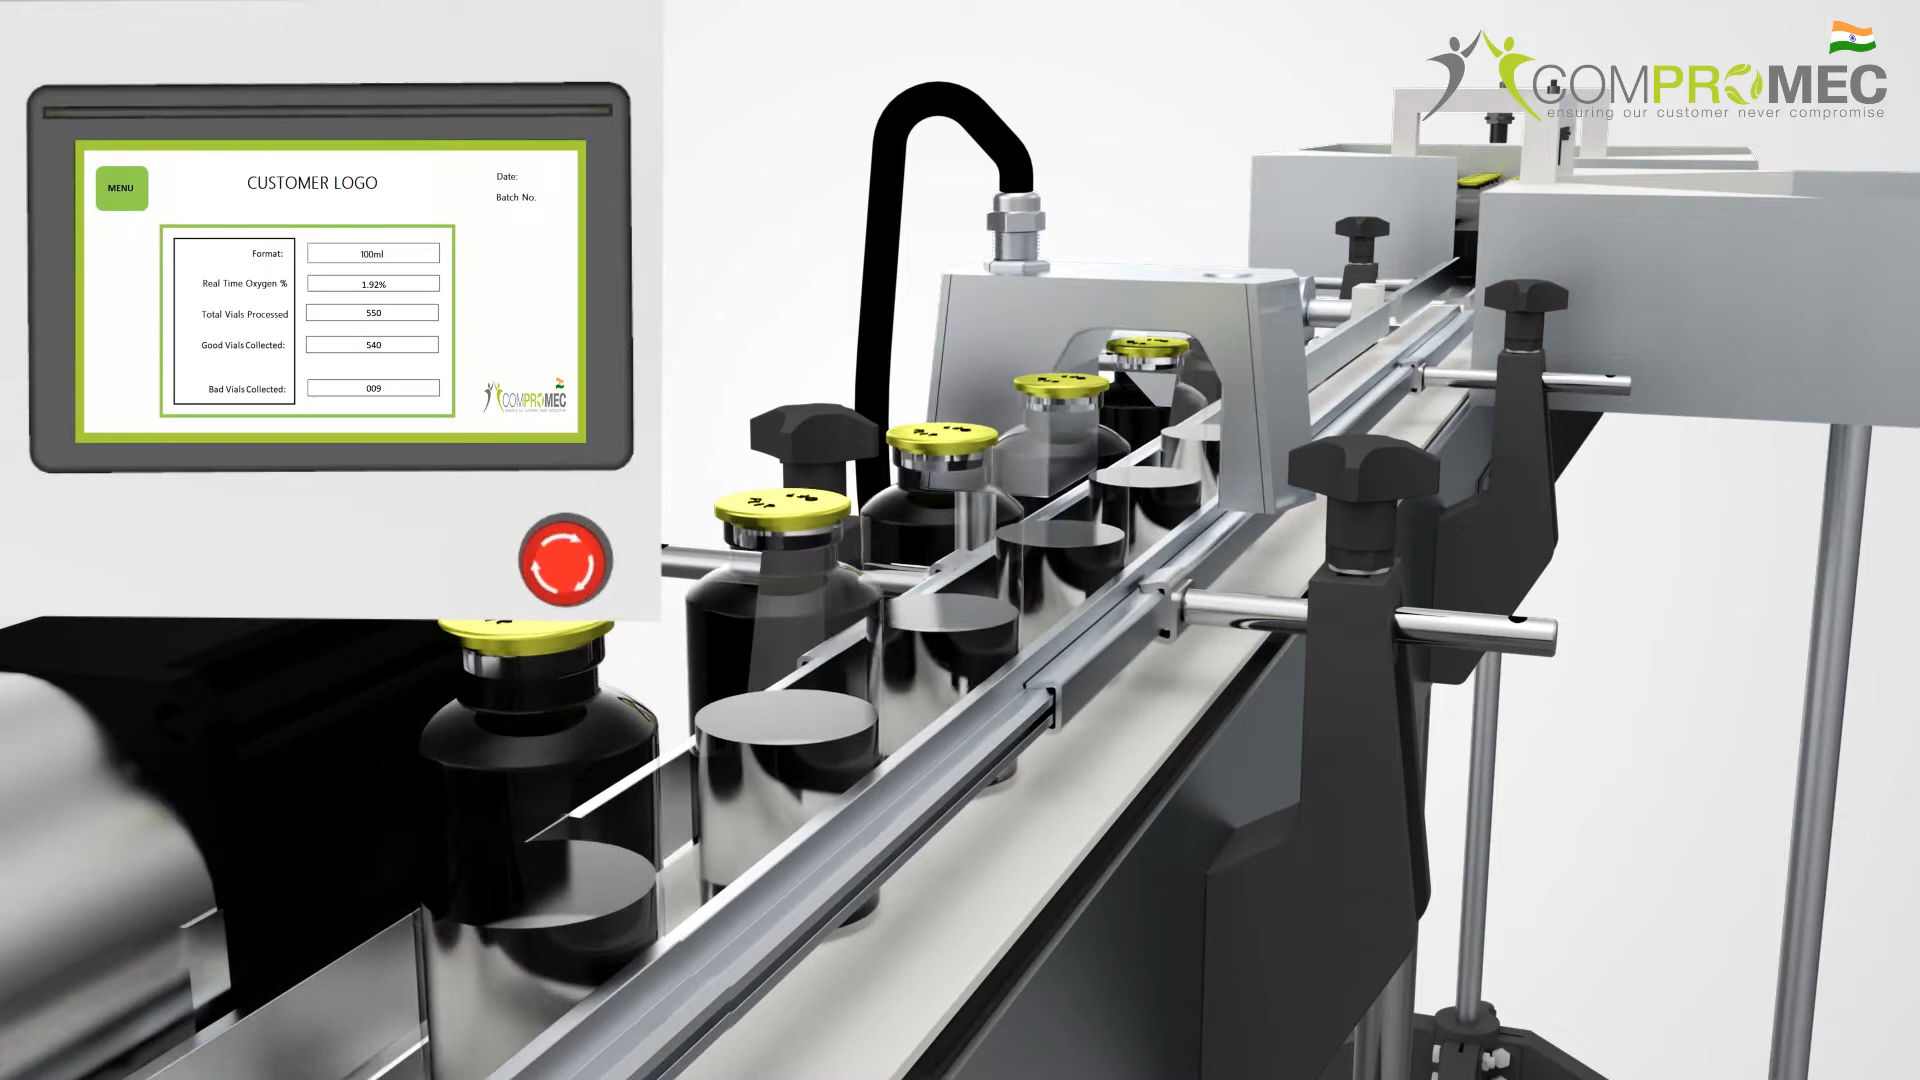 COMPROMEC
ensuring our customer never compromise
MENU
CUSTOMER LOGO
Date:
Batch No.
Format: 100ml
Real Time Oxygen % 1.92%
Total Vials Processed 550
Good Vials Collected: 540
Bad Vials Collected: 009
COMPROMEC